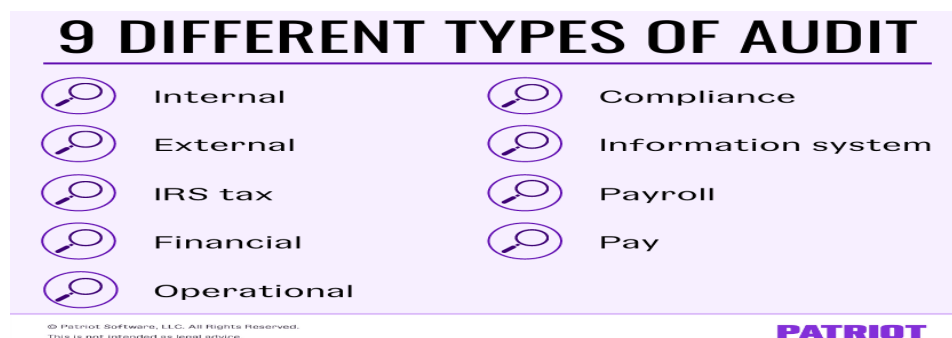 9 DIFFERENT TYPES OF AUDIT
Internal
External
IRS tax
Financial
Operational
Compliance
Information system
Payroll
Pay
© Patriot Software, LLC. All Rights Reserved.
This is not intended as legal advice
PATRIOT